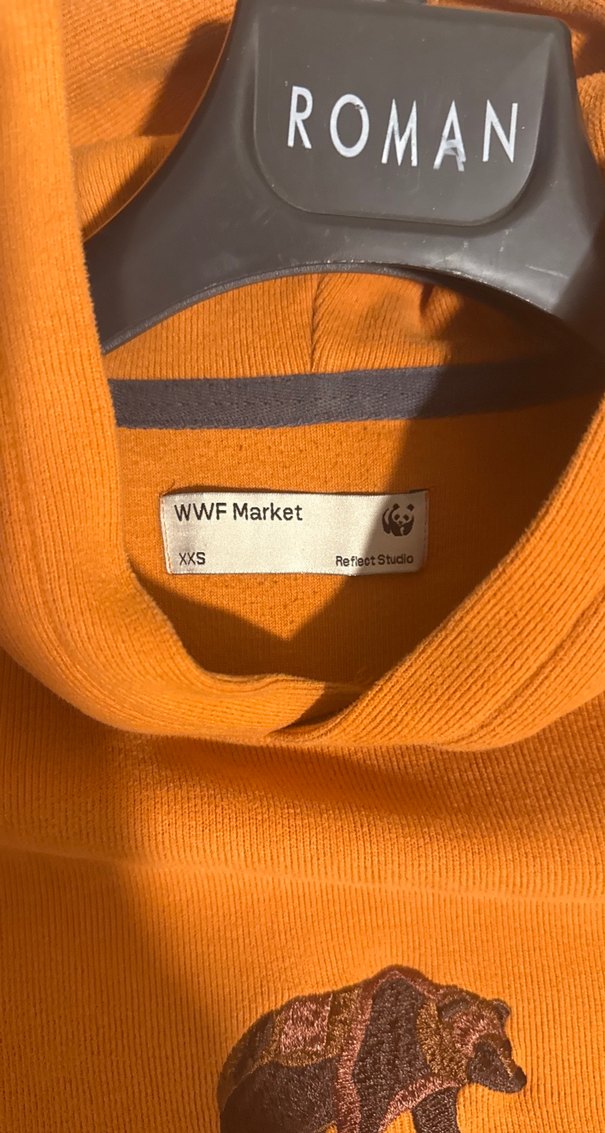 ROMAN
WWF Market
XXS Reflect Studio